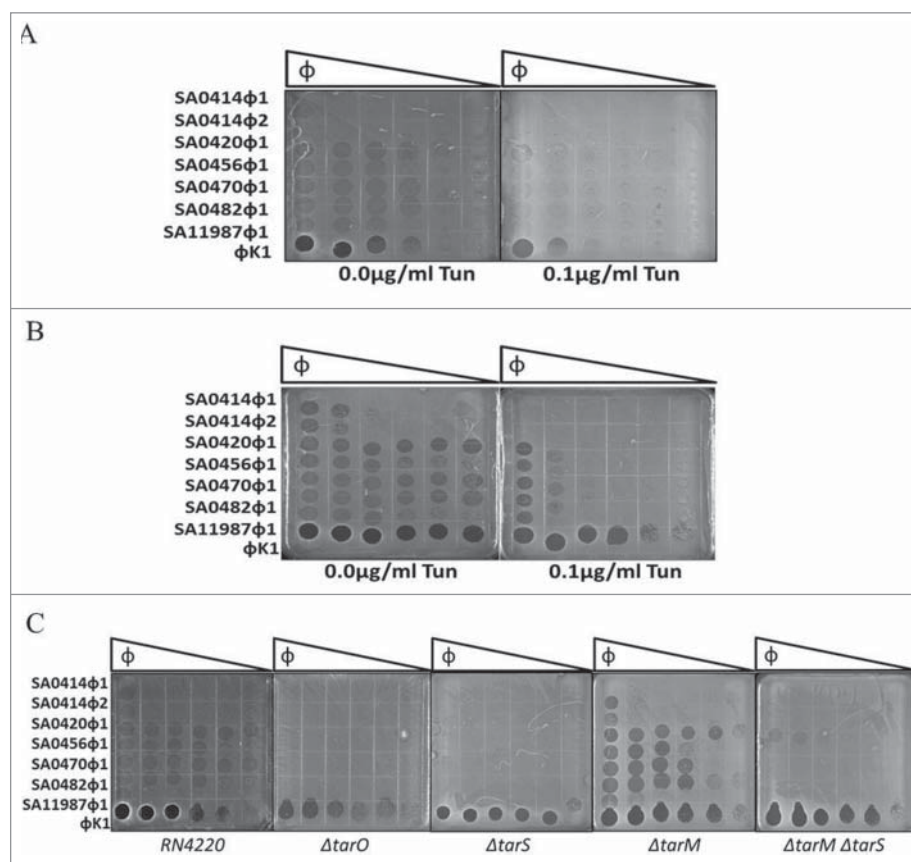 A
ϕ
ϕ
SA0414ϕ1
SA0414ϕ2
SA0420ϕ1
SA0456ϕ1
SA0470ϕ1
SA0482ϕ1
SA11987ϕ1
ϕK1
0.0µg/ml Tun
0.1µg/ml Tun
B
ϕ
ϕ
SA0414ϕ1
SA0414ϕ2
SA0420ϕ1
SA0456ϕ1
SA0470ϕ1
SA0482ϕ1
SA11987ϕ1
ϕK1
0.0µg/ml Tun
0.1µg/ml Tun
C
ϕ
ϕ
ϕ
ϕ
ϕ
SA0414ϕ1
SA0414ϕ2
SA0420ϕ1
SA0456ϕ1
SA0470ϕ1
SA0482ϕ1
SA11987ϕ1
ϕK1
RN4220
ΔtarO
ΔtarS
ΔtarM
ΔtarM ΔtarS